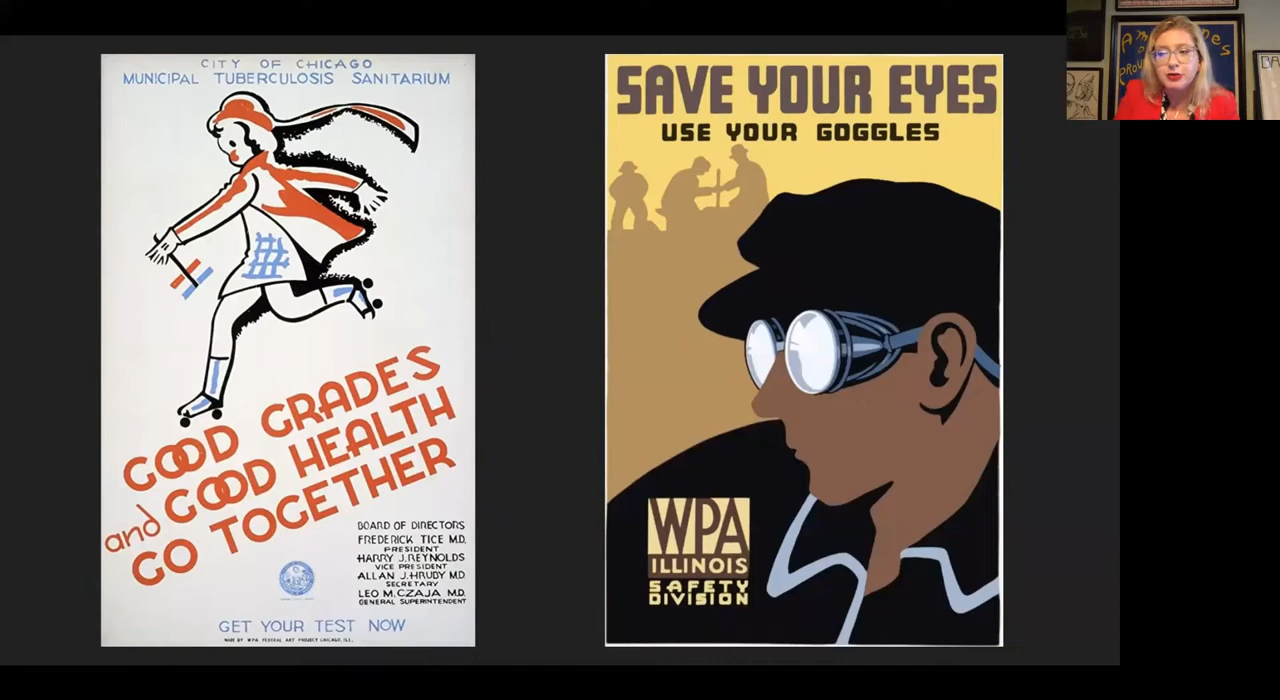 CITY OF CHICAGO
MUNICIPAL TUBERCULOSIS SANITARIUM
GOOD GRADES
and GOOD HEALTH
GO TOGETHER
BOARD OF DIRECTORS
FREDERICK TICE M.D.
PRESIDENT
HARRY J. REYNOLDS
VICE PRESIDENT
ALLAN J. HRUDY M.D.
SECRETARY
LEO M. CZAJA M.D.
GENERAL SUPERINTENDENT
GET YOUR TEST NOW
MADE BY WPA FEDERAL ART PROJECT CHICAGO, ILL.
SAVE YOUR EYES
USE YOUR GOGGLES
WPA
ILLINOIS
SAFETY
DIVISION